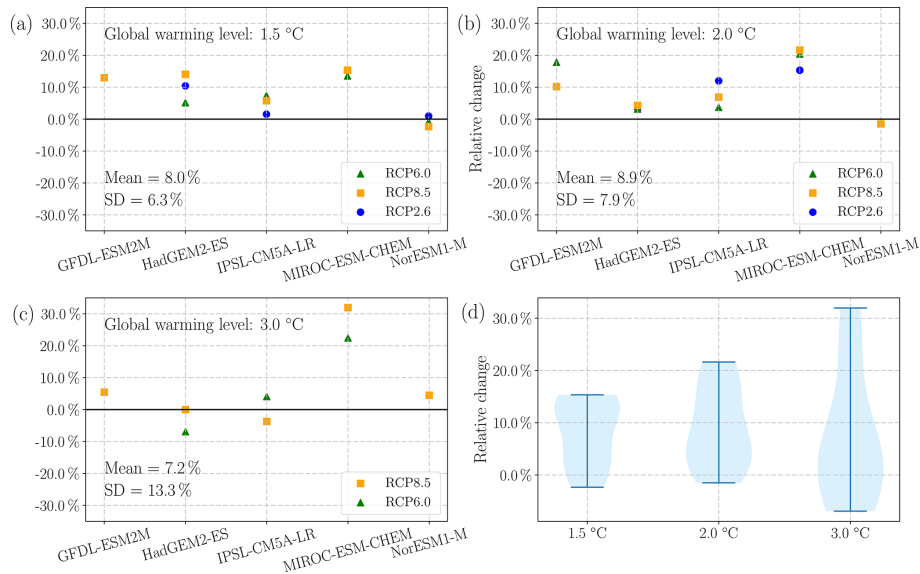 (a)
30.0 %
20.0 %
10.0 %
0.0 %
-10.0 %
-20.0 %
-30.0 %
Global warming level: 1.5 °C
Mean = 8.0 %
SD = 6.3 %
RCP6.0
RCP8.5
RCP2.6
GFDL-ESM2M
HadGEM2-ES
IPSL-CM5A-LR
MIROC-ESM-CHEM
NorESM1-M
(b)
Relative change
30.0 %
20.0 %
10.0 %
0.0 %
-10.0 %
-20.0 %
-30.0 %
Global warming level: 2.0 °C
Mean = 8.9 %
SD = 7.9 %
RCP6.0
RCP8.5
RCP2.6
GFDL-ESM2M
HadGEM2-ES
IPSL-CM5A-LR
MIROC-ESM-CHEM
NorESM1-M
(c)
30.0 %
20.0 %
10.0 %
0.0 %
-10.0 %
-20.0 %
-30.0 %
Global warming level: 3.0 °C
Mean = 7.2 %
SD = 13.3 %
RCP8.5
RCP6.0
GFDL-ESM2M
HadGEM2-ES
IPSL-CM5A-LR
MIROC-ESM-CHEM
NorESM1-M
(d)
Relative change
30.0 %
20.0 %
10.0 %
0.0 %
1.5 °C
2.0 °C
3.0 °C